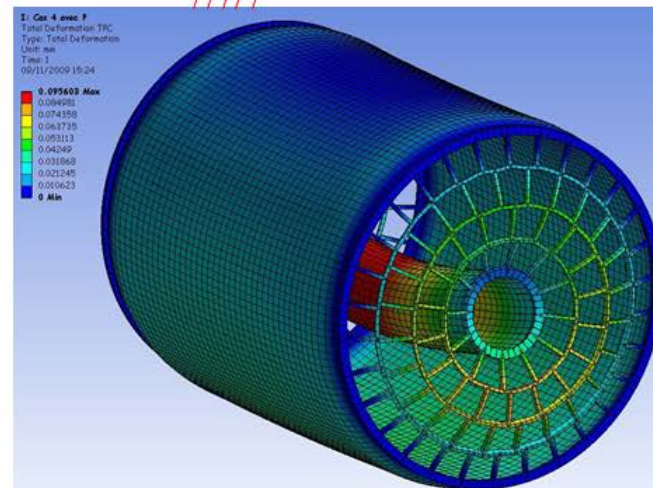 I: Cas 4 avec P
Total Deformation TPC
Type: Total Deformation
Unit: mm
Time: 1
09/11/2009 15:24
0.095603 Max
0.084981
0.074358
0.063735
0.053113
0.04249
0.031868
0.021245
0.010623
0 Min